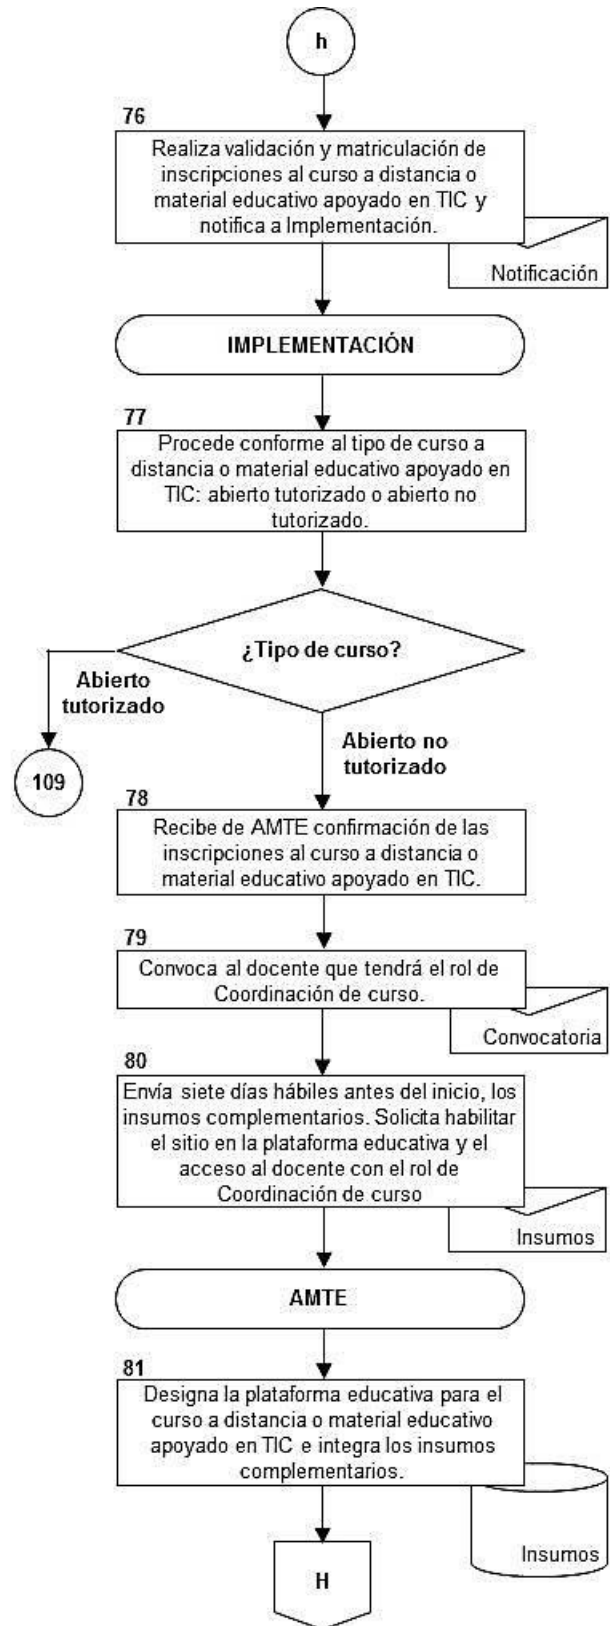 h
76
Realiza validación y matriculación de
inscripciones al curso a distancia o
material educativo apoyado en TIC y
notifica a Implementación.
Notificación
IMPLEMENTACIÓN
77
Procede conforme al tipo de curso a
distancia o material educativo apoyado en
TIC: abierto tutorizado o abierto no
tutorizado.
¿Tipo de curso?
Abierto
tutorizado
109
Abierto no
tutorizado
78
Recibe de AMTE confirmación de las
inscripciones al curso a distancia o
material educativo apoyado en TIC.
79
Convoca al docente que tendrá el rol de
Coordinación de curso.
Convocatoria
80
Envía siete días hábiles antes del inicio, los
insumos complementarios. Solicita habilitar
el sitio en la plataforma educativa y el
acceso al docente con el rol de
Coordinación de curso
Insumos
AMTE
81
Designa la plataforma educativa para el
curso a distancia o material educativo
apoyado en TIC e integra los insumos
complementarios.
Insumos
H